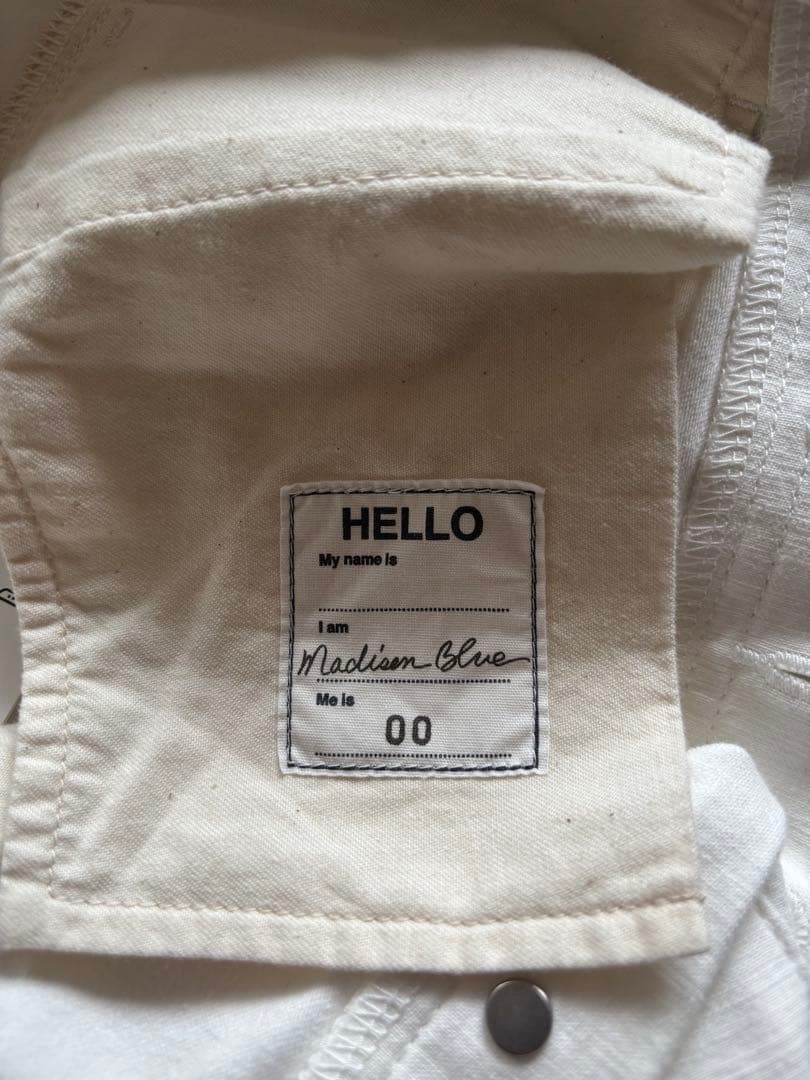 HELLO
My name is
I am
Madison Blue
Me is
00